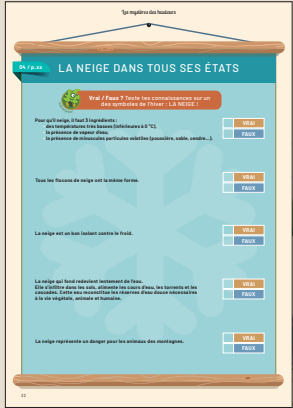 Les mystères des hauteurs
04 / p.xx
LA NEIGE DANS TOUS SES ÉTATS
Vrai / Faux ? Teste tes connaissances sur un
des symboles de l'hiver : LA NEIGE !
Pour qu'il neige, il faut 3 ingrédients :
des températures très basses (inférieures à 0 °C),
la présence de vapeur d'eau,
la présence de minuscules particules volatiles (poussière, sable, cendre...).
VRAI
FAUX
Tous les flocons de neige ont la même forme.
VRAI
FAUX
La neige est un bon isolant contre le froid.
VRAI
FAUX
La neige qui fond redevient lentement de l'eau.
Elle s'infiltre dans les sols, alimente les cours d'eau, les torrents et les
cascades. Cette eau reconstitue les réserves d'eau douce nécessaires
à la vie végétale, animale et humaine.
VRAI
FAUX
La neige représente un danger pour les animaux des montagnes.
VRAI
FAUX
22